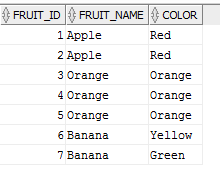 FRUIT_ID FRUIT_NAME COLOR
1 Apple Red
2 Apple Red
3 Orange Orange
4 Orange Orange
5 Orange Orange
6 Banana Yellow
7 Banana Green